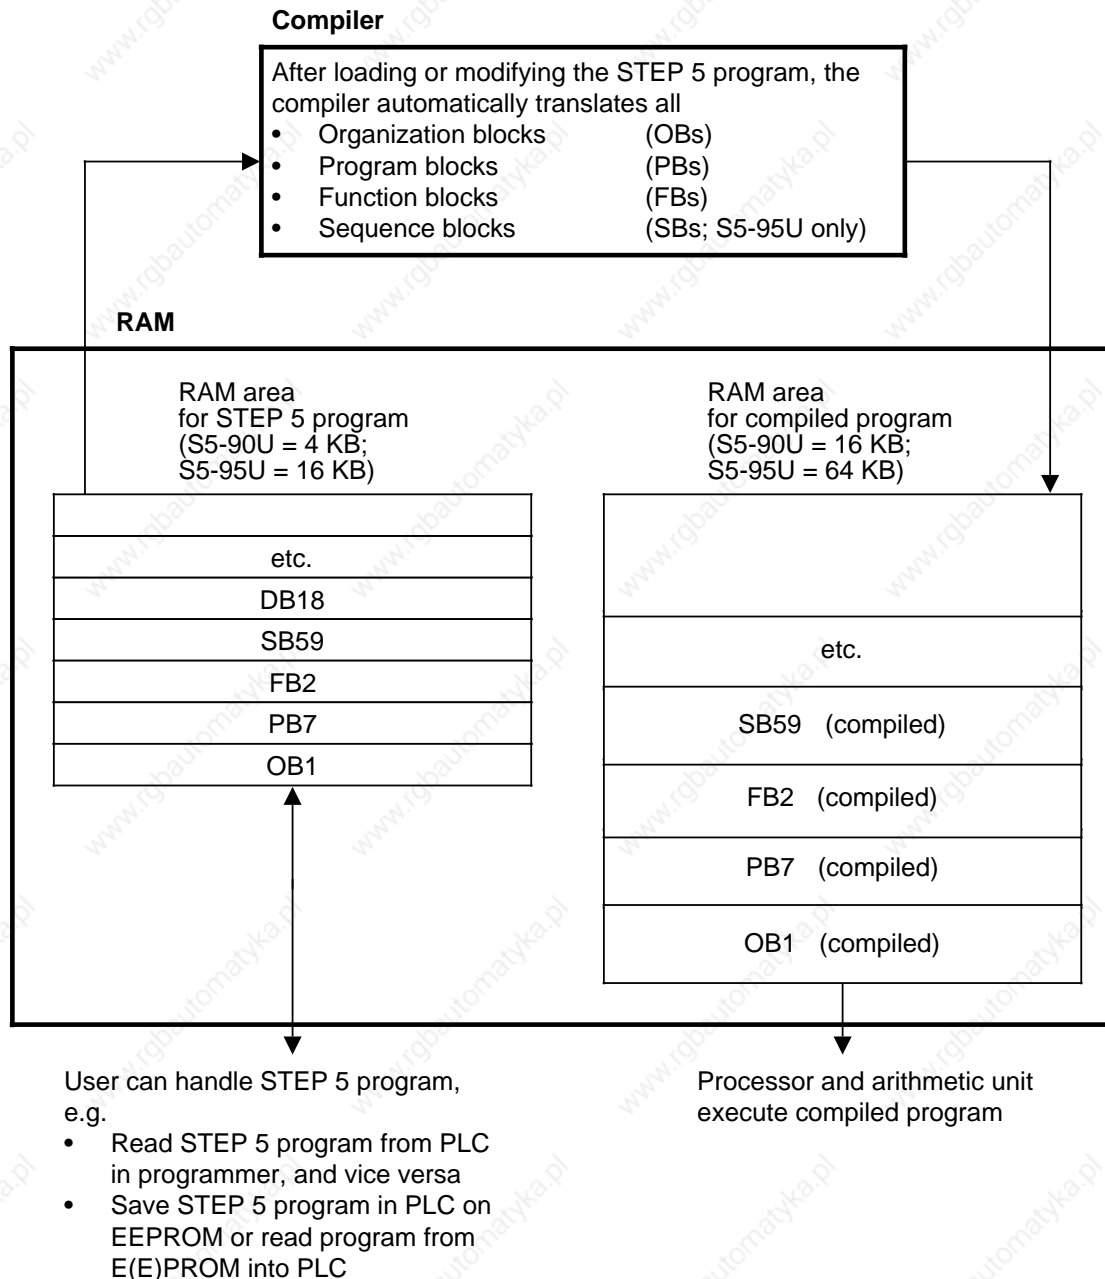 Compiler
After loading or modifying the STEP 5 program, the
compiler automatically translates all
• Organization blocks (OBs)
• Program blocks (PBs)
• Function blocks (FBs)
• Sequence blocks (SBs; S5-95U only)
RAM
RAM area
for STEP 5 program
(S5-90U = 4 KB;
S5-95U = 16 KB)
etc.
DB18
SB59
FB2
PB7
OB1
RAM area
for compiled program
(S5-90U = 16 KB;
S5-95U = 64 KB)
etc.
SB59 (compiled)
FB2 (compiled)
PB7 (compiled)
OB1 (compiled)
User can handle STEP 5 program,
e.g.
• Read STEP 5 program from PLC
in programmer, and vice versa
• Save STEP 5 program in PLC on
EEPROM or read program from
E(E)PROM into PLC
Processor and arithmetic unit
execute compiled program
www.rgbautomatyka.pl